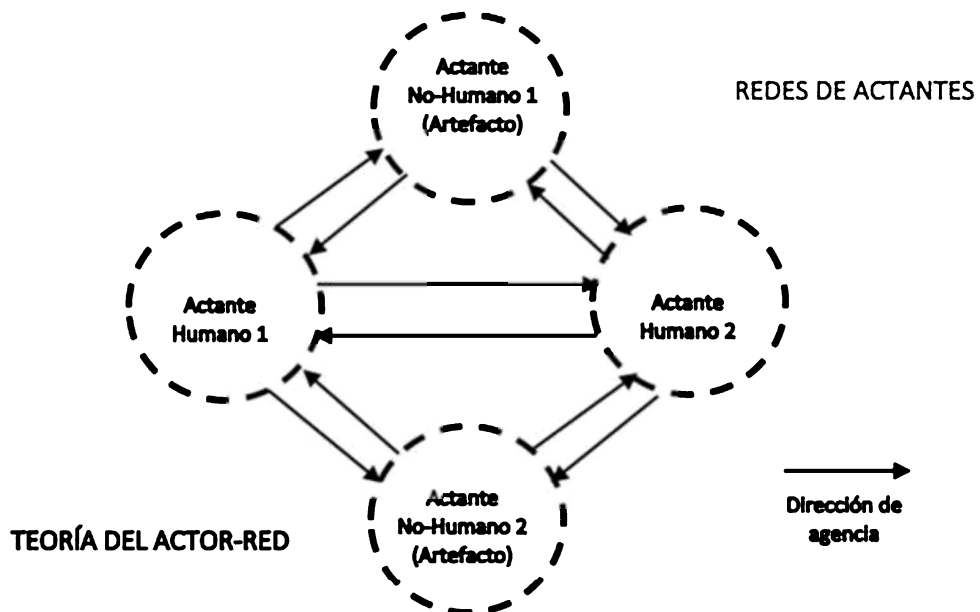 Actante
No-Humano 1
(Artefacto)
REDES DE ACTANTES
Actante
Humano 1
Actante
Humano 2
Actante
No-Humano 2
(Artefacto)
Dirección de
agencia
TEORÍA DEL ACTOR-RED